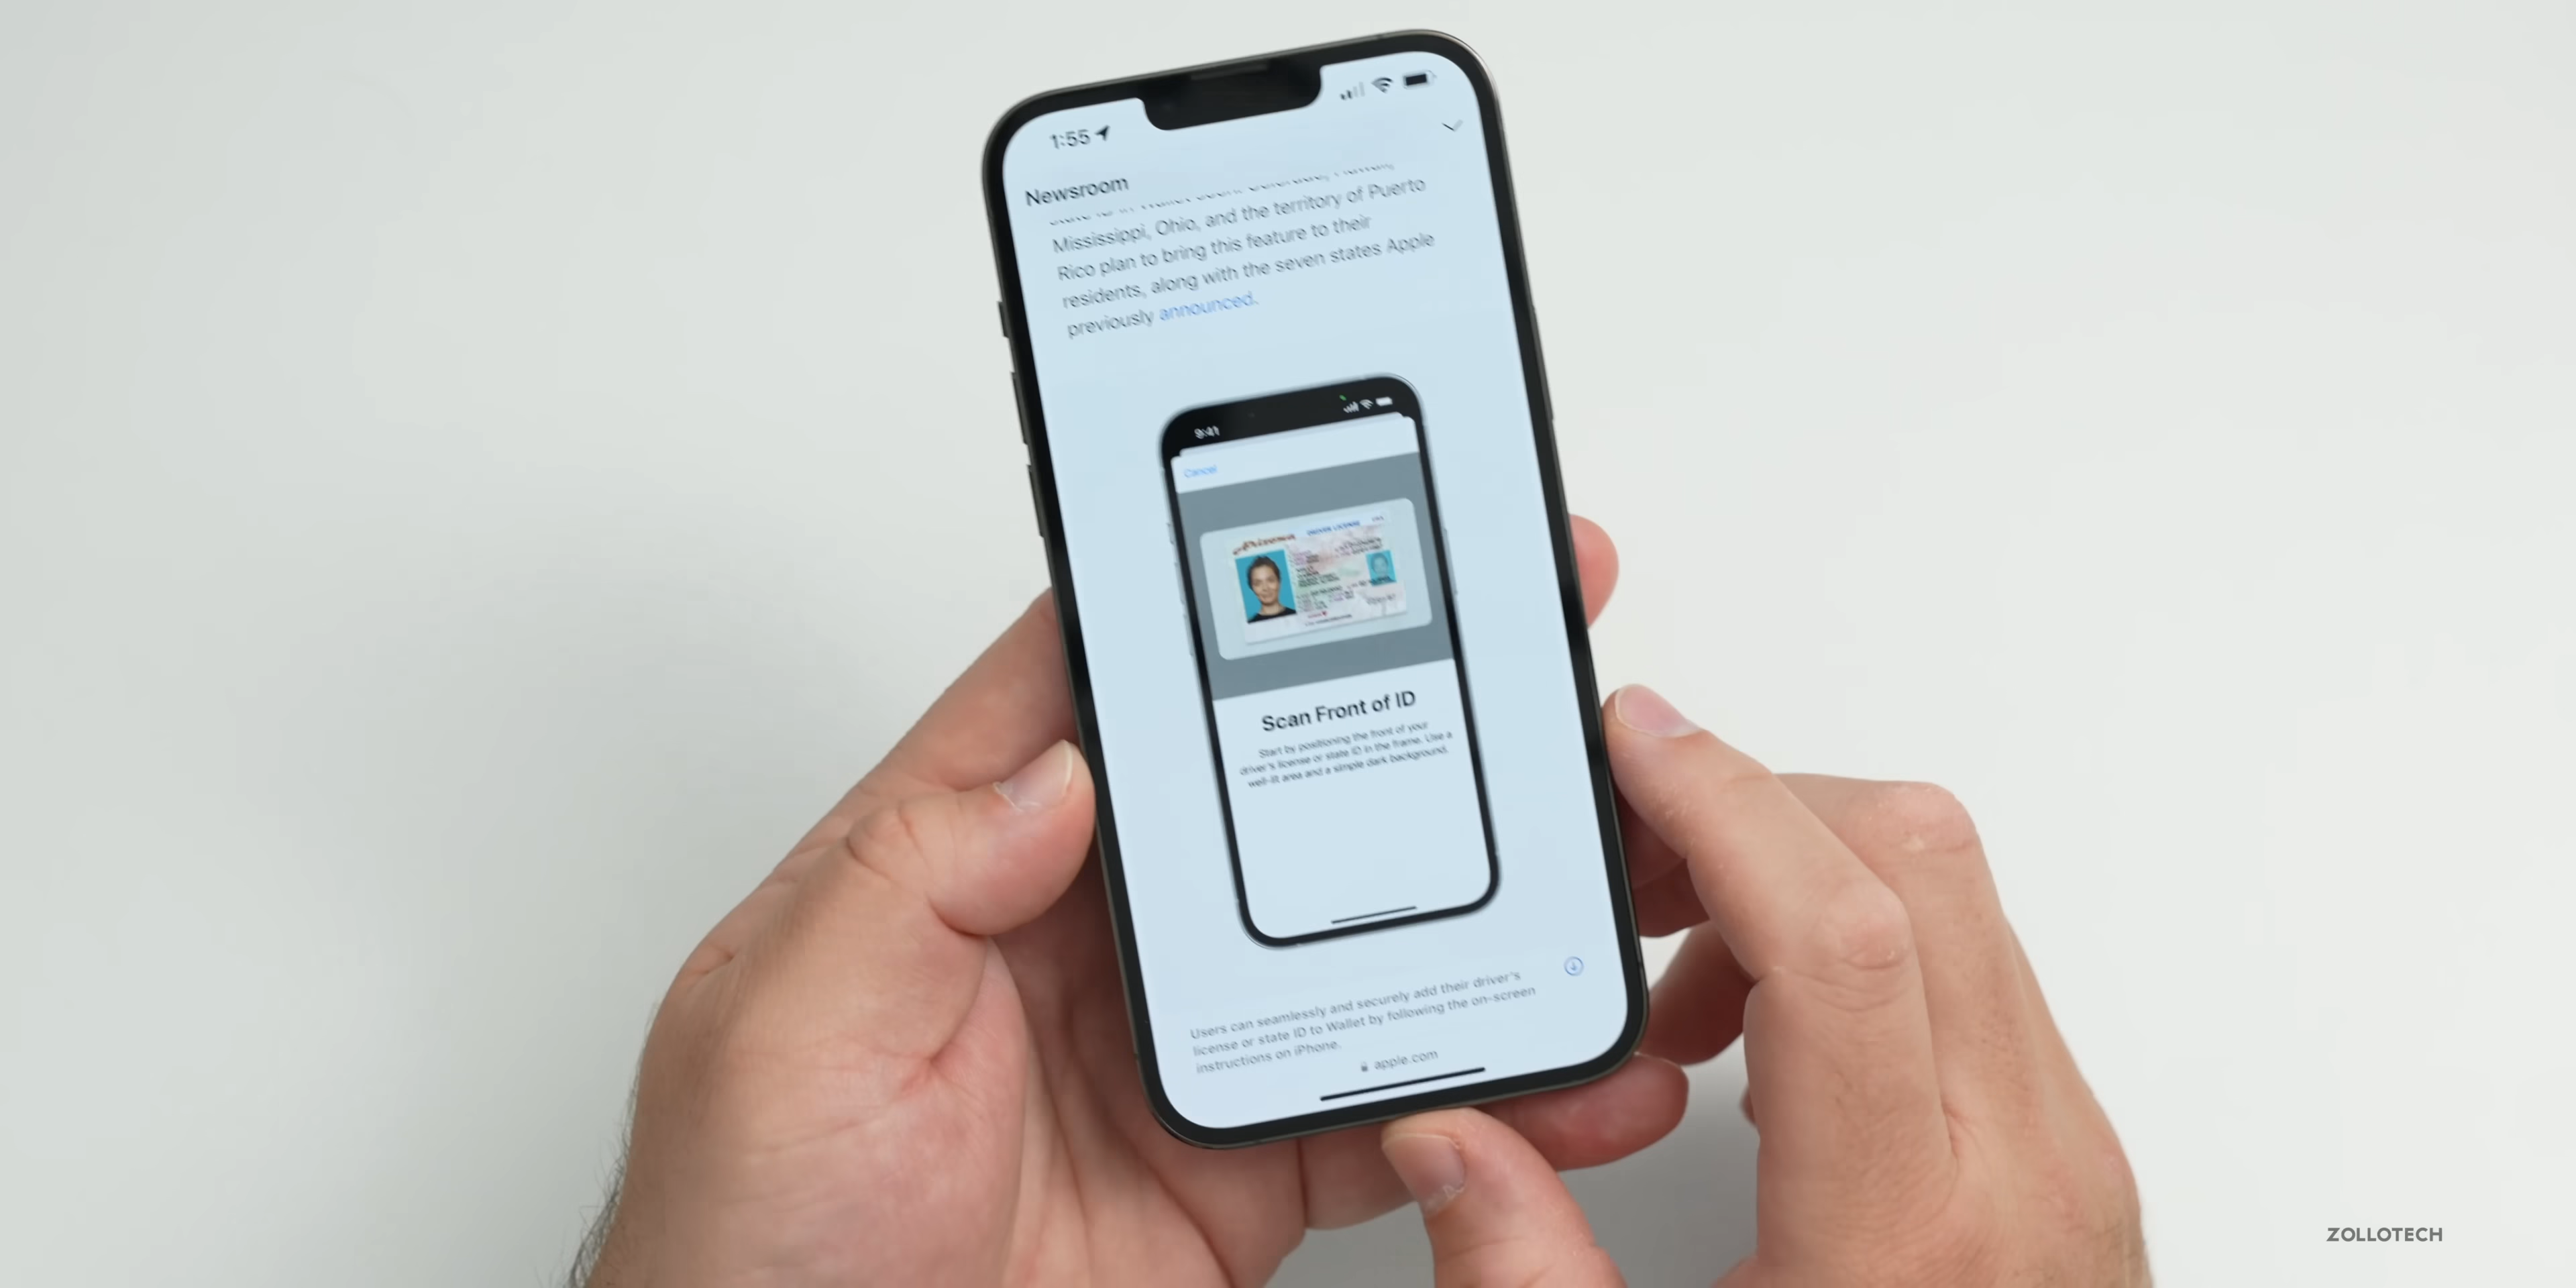 1:55
Newsroom
Mississippi, Ohio, and the territory of Puerto
Rico plan to bring this feature to their
residents, along with the seven states Apple
previously announced.
9:41
Cancel
Arizona DRIVER LICENSE
Scan Front of ID
Start by positioning the front of your
driver's license or state ID in the frame. Use a
well-lit area and a simple dark background.
Users can seamlessly and securely add their driver's
license or state ID to Wallet by following the on-screen
instructions on iPhone.
apple.com
ZOLLOTECH